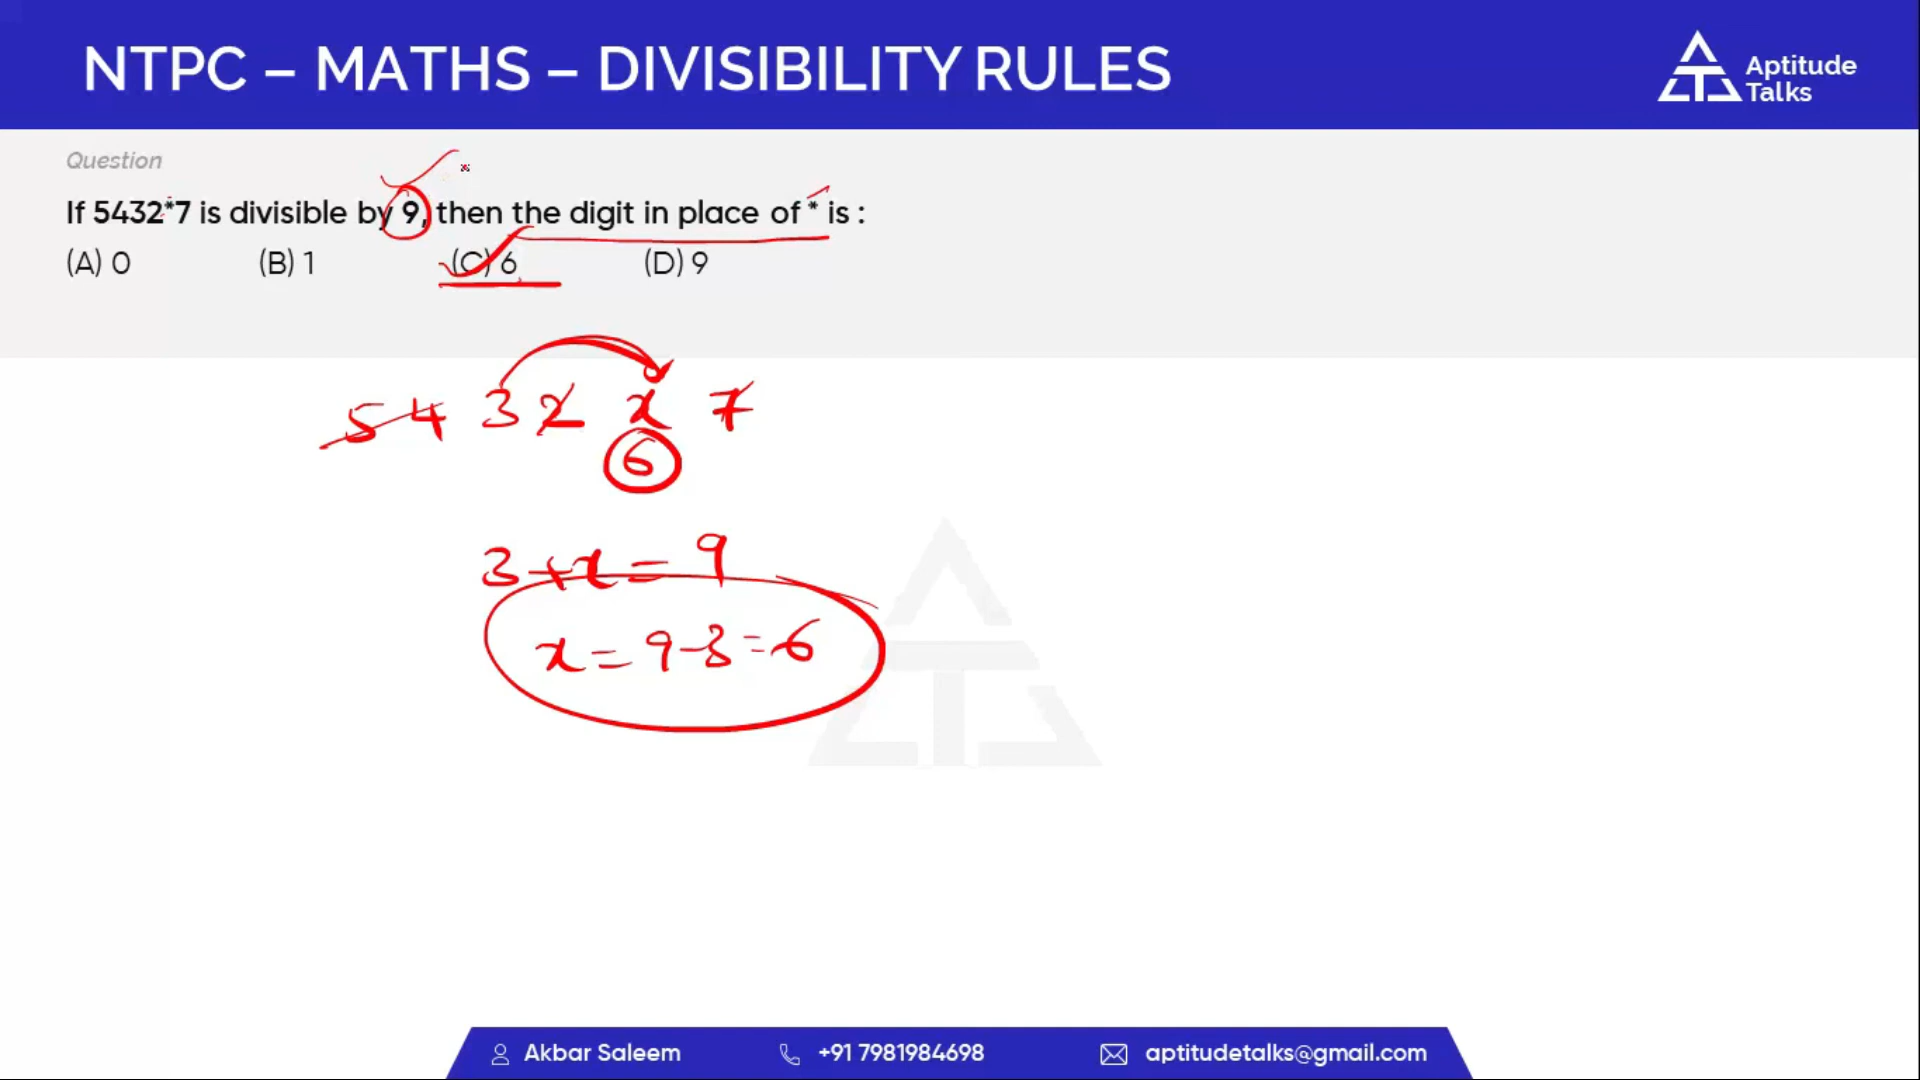 NTPC – MATHS – DIVISIBILITY RULES
Aptitude
Talks
Question
If 5432*7 is divisible by 9, then the digit in place of * is :
(A) 0 (B) 1 (C) 6 (D) 9
5 4 3 2 x 7
6
3+x=9
x=9-3=6
Akbar Saleem +91 7981984698 aptitudetalks@gmail.com